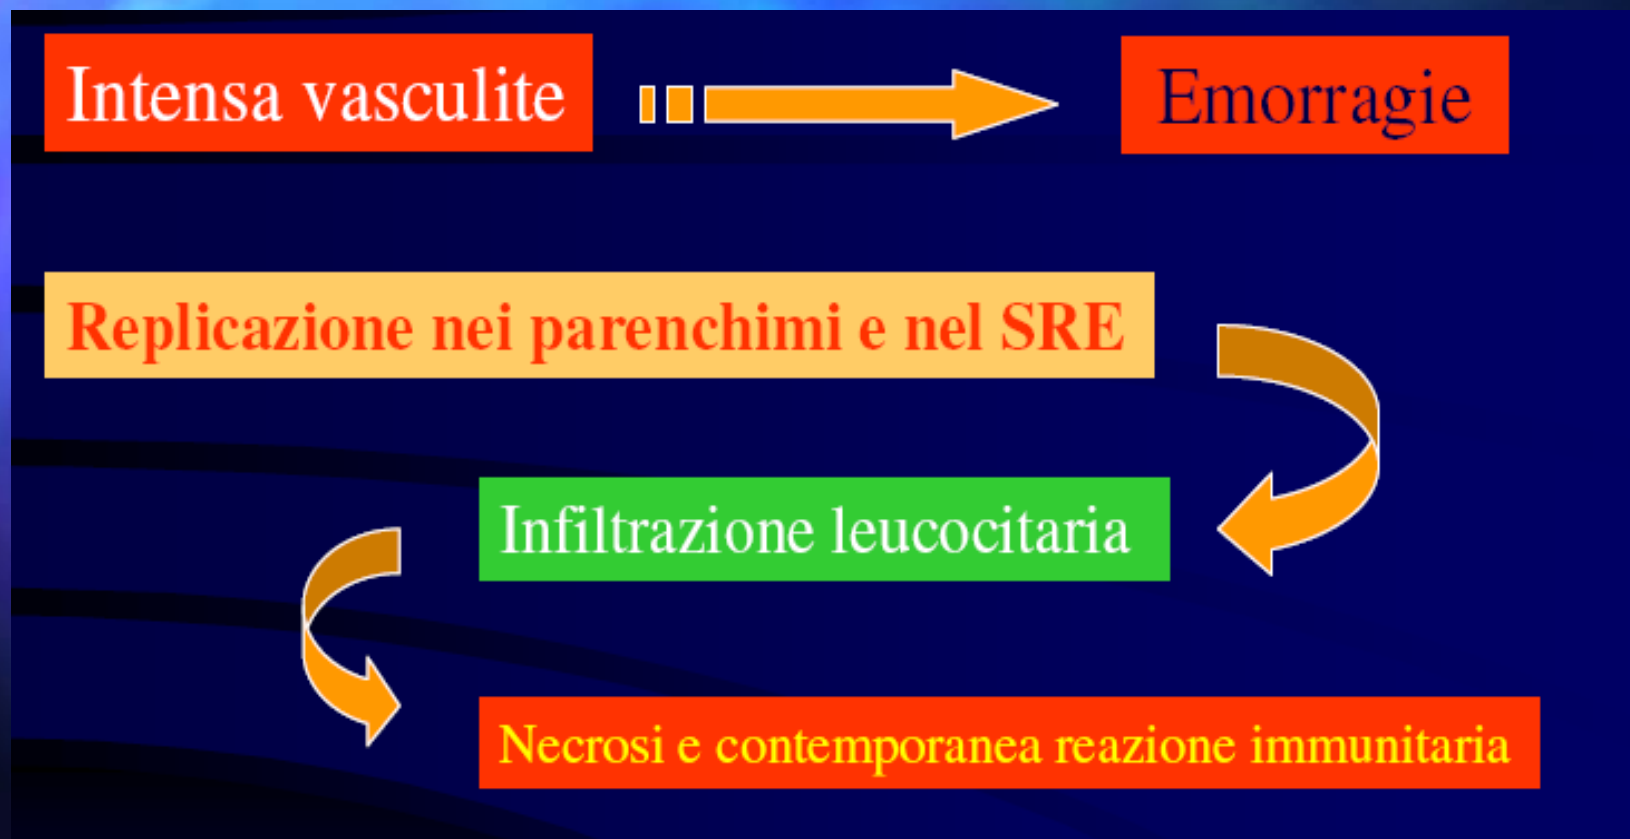 Intensa vasculite
Emorragie
Replicazione nei parenchimi e nel SRE
Infiltrazione leucocitaria
Necrosi e contemporanea reazione immunitaria